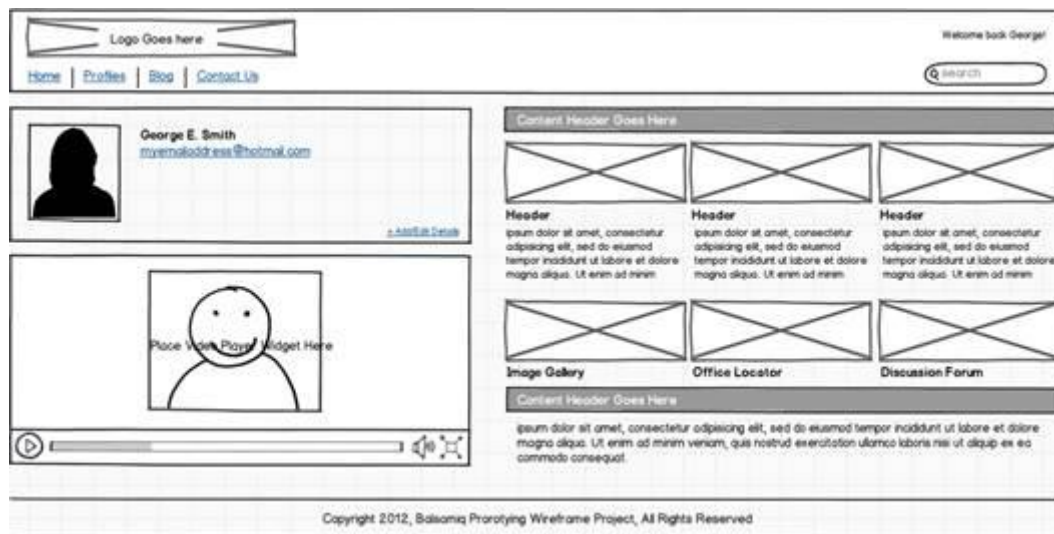 Logo Goes here
Welcome back George!
Home Profiles Blog Contact Us
search
George E. Smith
myemailaddress@hotmail.com
+ Add/Edit Details
Place Video Player Widget Here
Content Header Goes Here
Header
ipsum dolor sit amet, consectetur
adipisicing elit, sed do eiusmod
tempor incididunt ut labore et dolore
magna aliqua. Ut enim ad minim
Header
ipsum dolor sit amet, consectetur
adipisicing elit, sed do eiusmod
tempor incididunt ut labore et dolore
magna aliqua. Ut enim ad minim
Header
ipsum dolor sit amet, consectetur
adipisicing elit, sed do eiusmod
tempor incididunt ut labore et dolore
magna aliqua. Ut enim ad minim
Image Gallery
Office Locator
Discussion Forum
Content Header Goes Here
ipsum dolor sit amet, consectetur adipisicing elit, sed do eiusmod tempor incididunt ut labore et dolore
magna aliqua. Ut enim ad minim veniam, quis nostrud exercitation ullamco laboris nisi ut aliquip ex ea
commodo consequat.
Copyright 2012, Balsamiq Prorotying Wireframe Project, All Rights Reserved